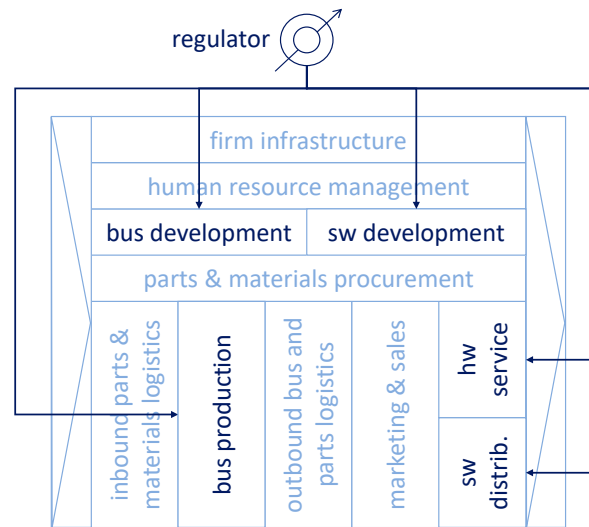 regulator
firm infrastructure
human resource management
bus development
sw development
parts & materials procurement
inbound parts &
materials logistics
bus production
outbound bus and
parts logistics
marketing & sales
hw
service
sw
distrib.